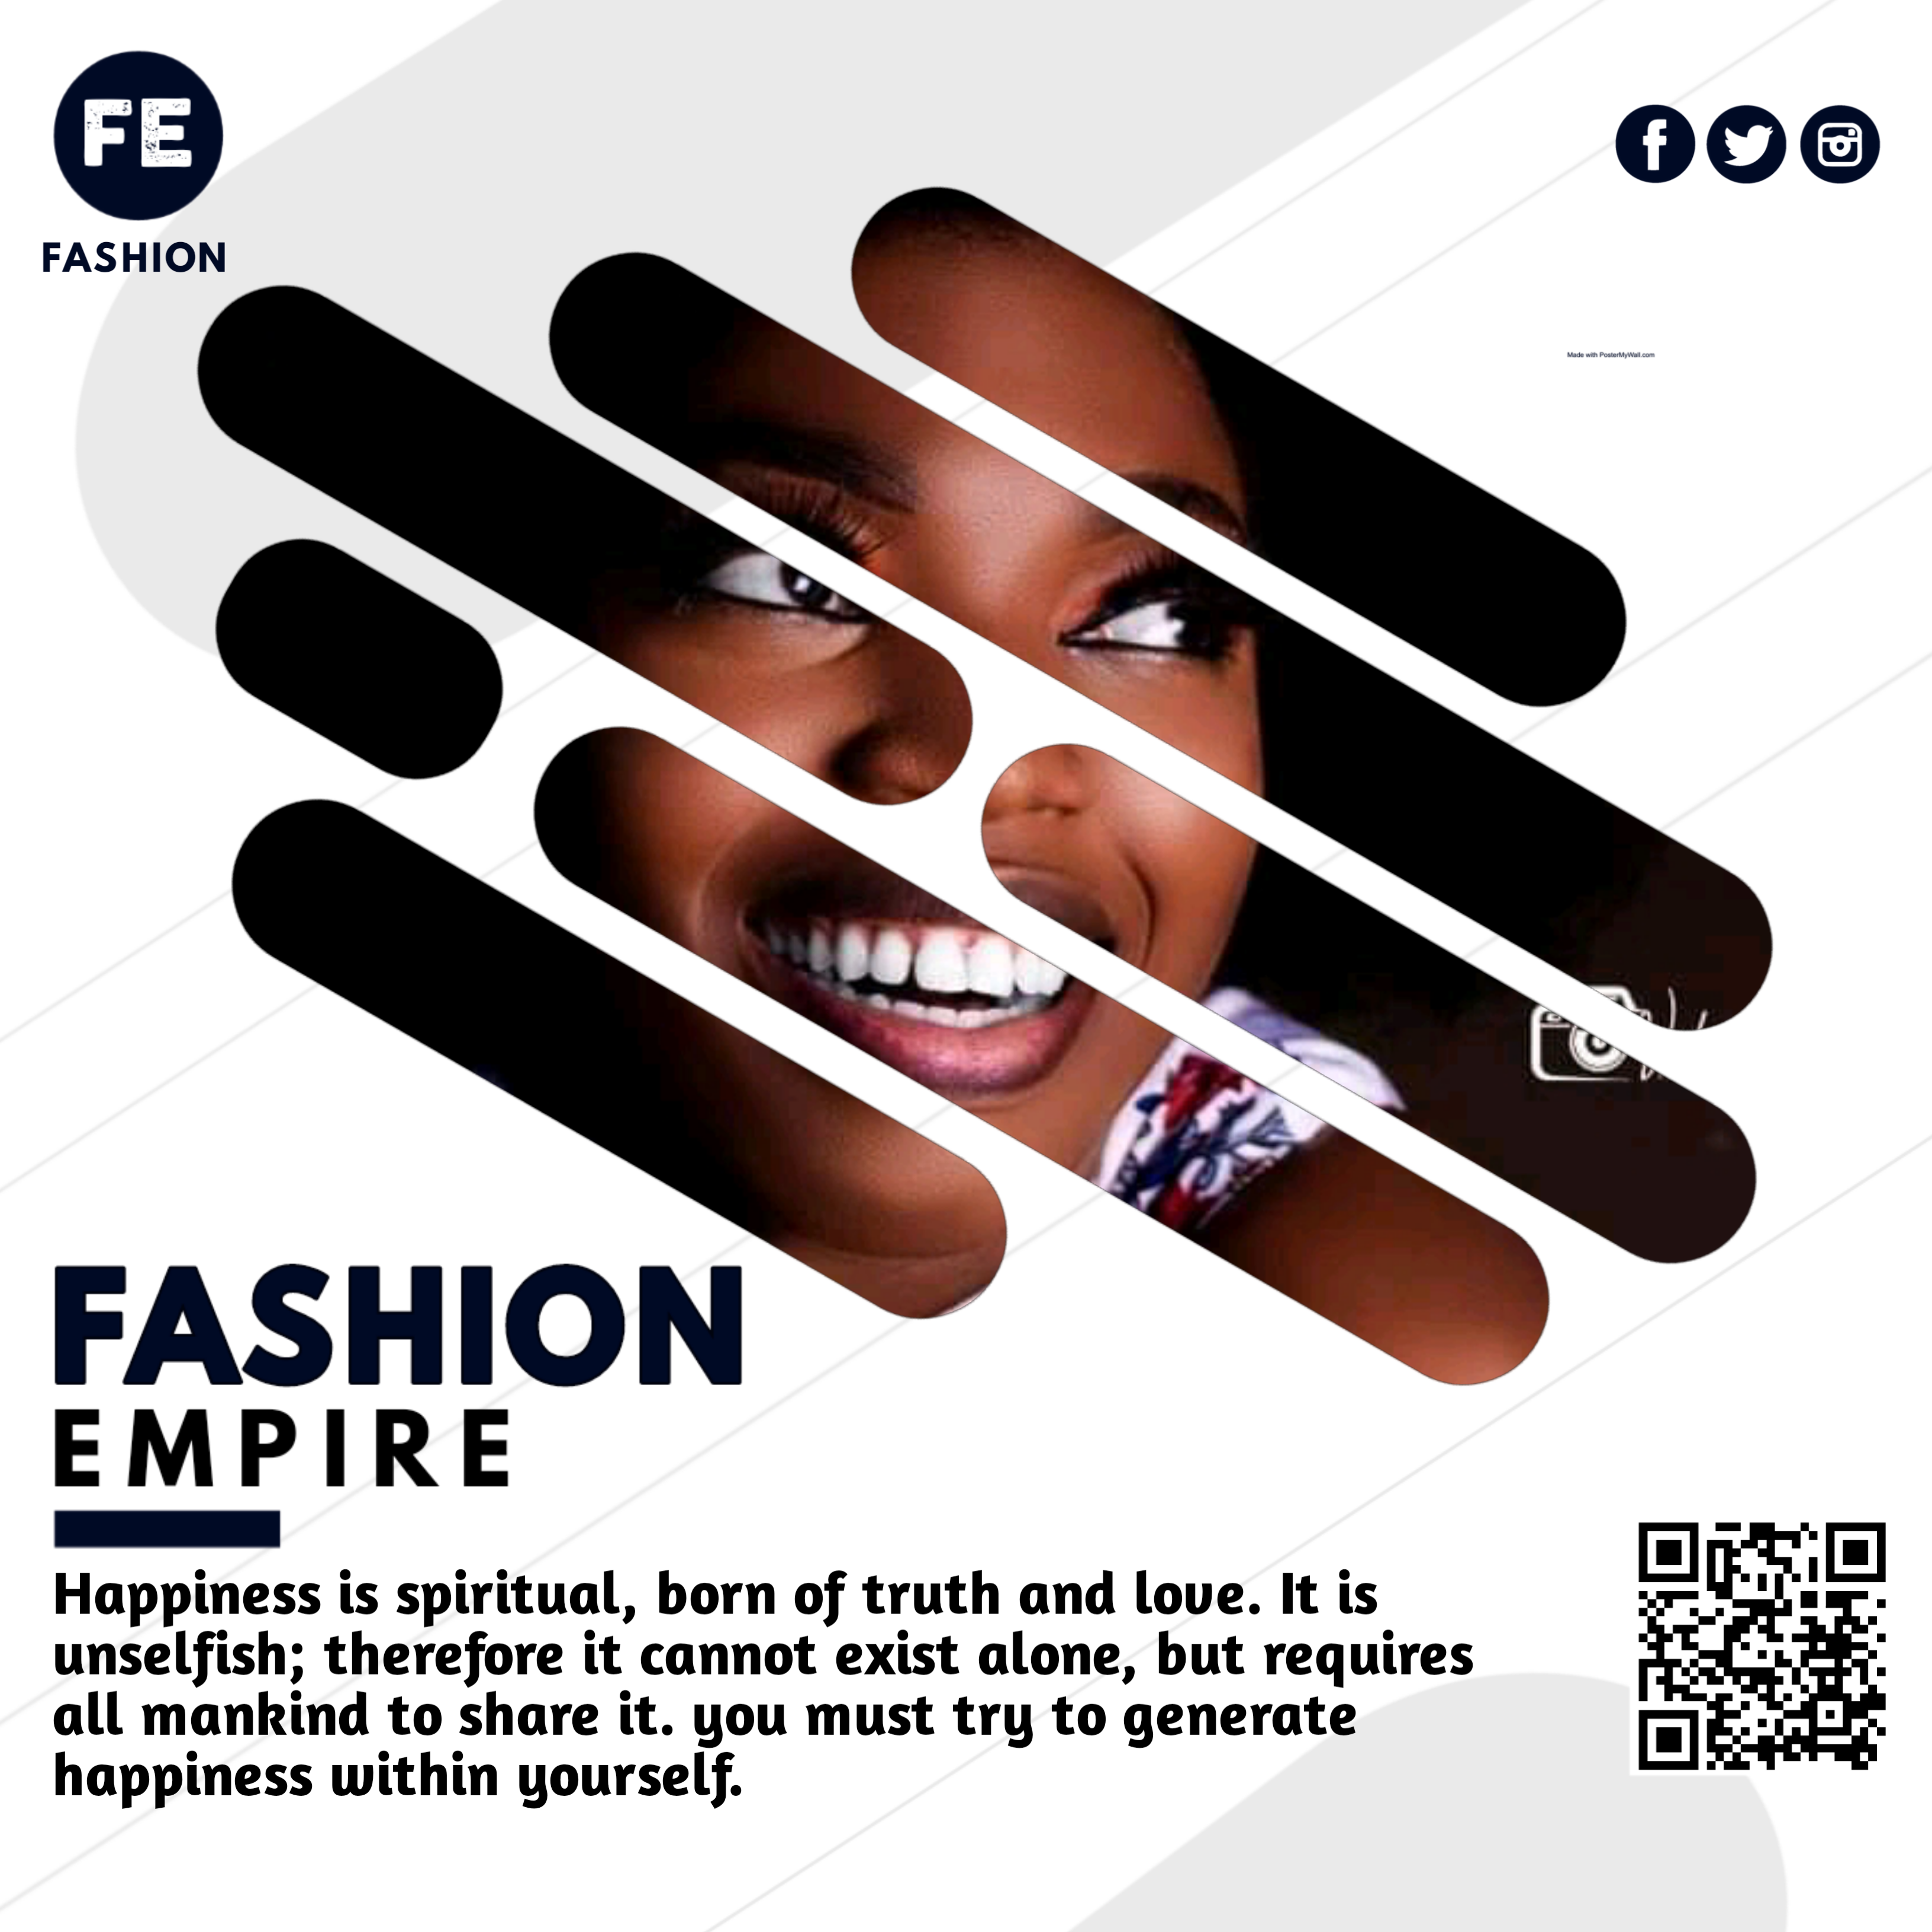 FE
FASHION
Made with PosterMyWall.com
FASHION
EMPIRE
Happiness is spiritual, born of truth and love. It is
unselfish; therefore it cannot exist alone, but requires
all mankind to share it. you must try to generate
happiness within yourself.